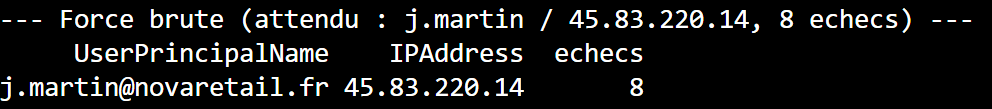 --- Force brute (attendu : j.martin / 45.83.220.14, 8 echecs) ---
UserPrincipalName IPAddress echecs
j.martin@novaretail.fr 45.83.220.14 8